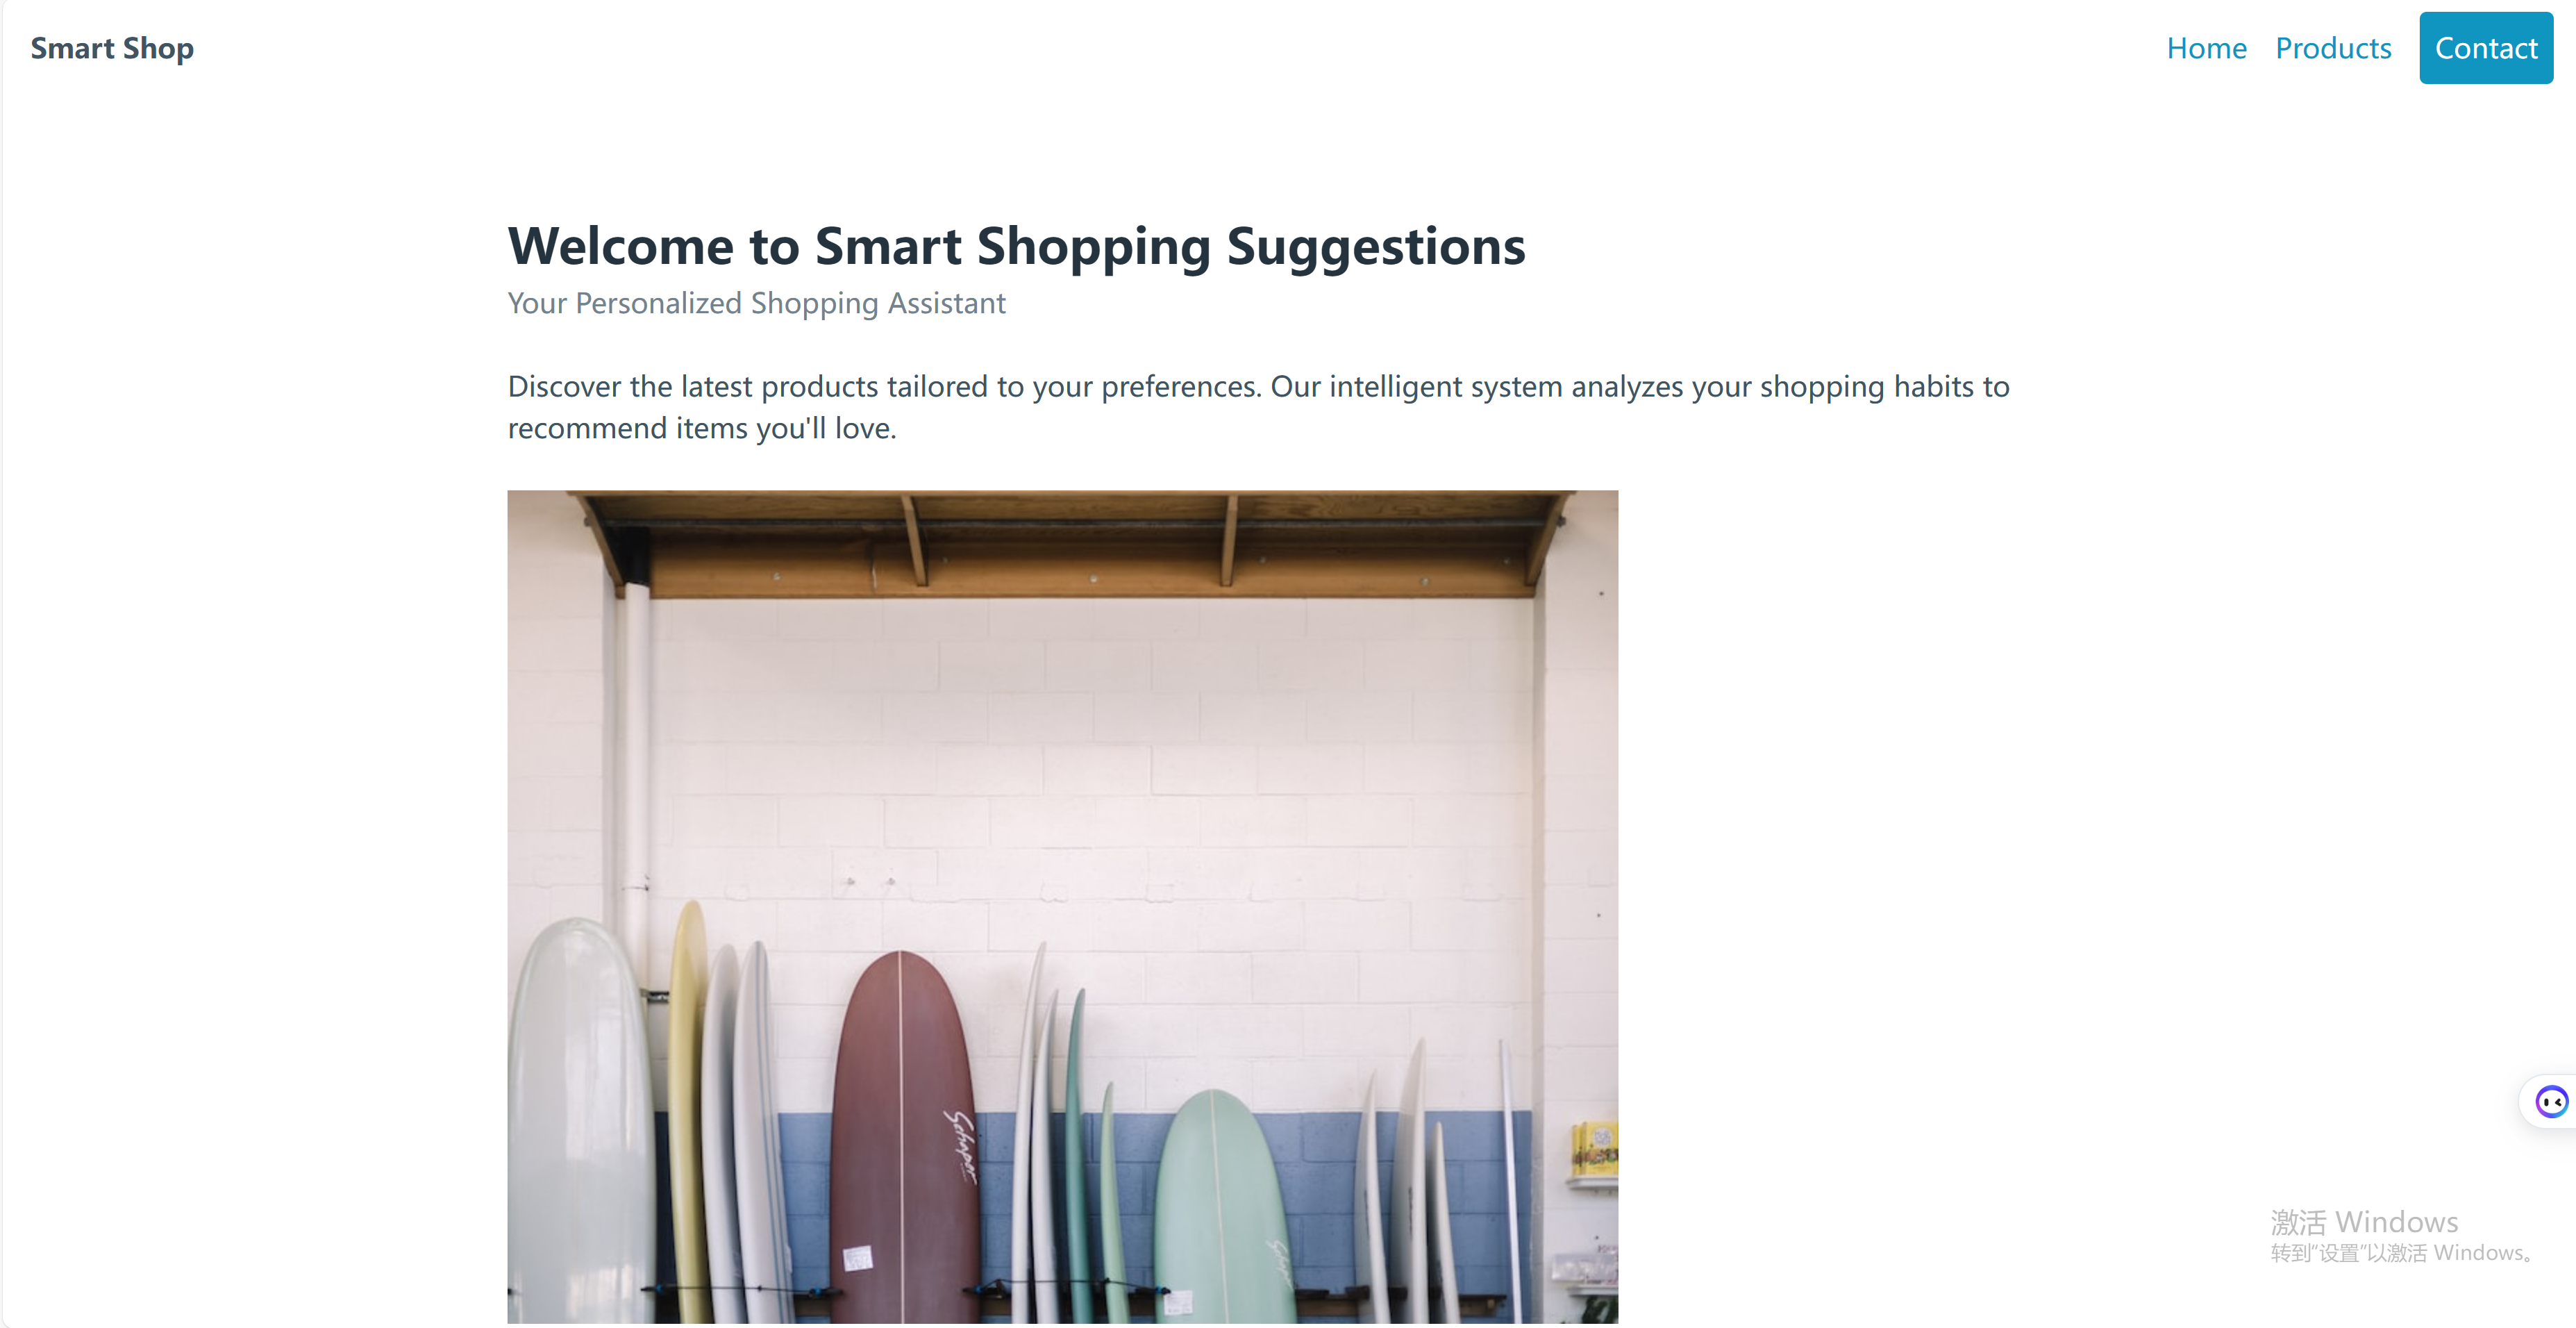 Smart Shop
Home Products Contact
Welcome to Smart Shopping Suggestions
Your Personalized Shopping Assistant
Discover the latest products tailored to your preferences. Our intelligent system analyzes your shopping habits to
recommend items you'll love.
激活 Windows
转到“设置”以激活 Windows。